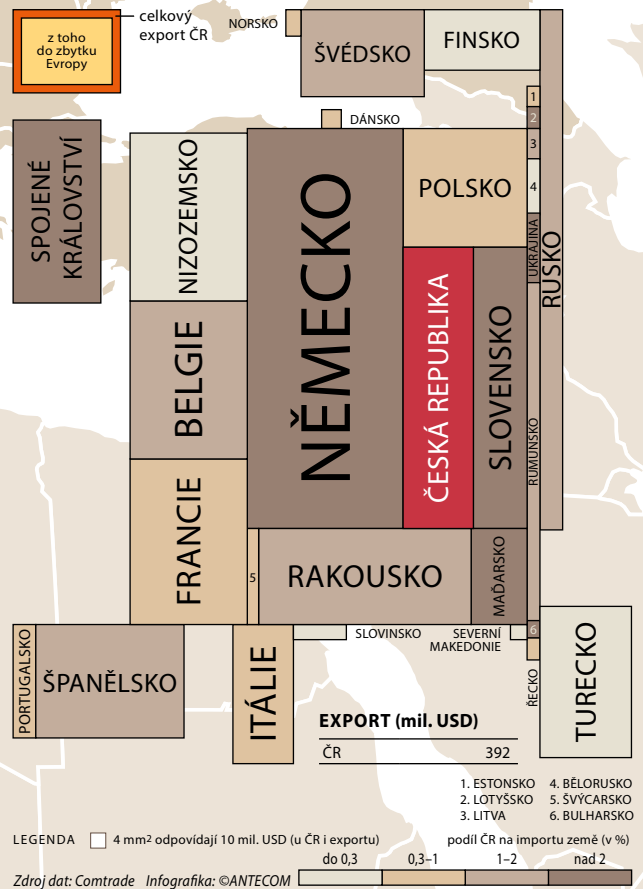 z toho
do zbytku
Evropy
celkový
export ČR
NORSKO
ŠVÉDSKO
FINSKO
1
2
3
4
DÁNSKO
SPOJENÉ
KRÁLOVSTVÍ
NIZOZEMSKO
NĚMECKO
POLSKO
UKRAJINA
RUSKO
BELGIE
ČESKÁ REPUBLIKA
SLOVENSKO
RUMUNSKO
FRANCIE
5
RAKOUSKO
MAĎARSKO
PORTUGALSKO
ŠPANĚLSKO
ITÁLIE
SLOVINSKO
SEVERNÍ
MAKEDONIE
6
ŘECKO
TURECKO
EXPORT (mil. USD)
ČR 392
1. ESTONSKO 4. BĚLORUSKO
2. LOTYŠSKO 5. ŠVÝCARSKO
3. LITVA 6. BULHARSKO
LEGENDA 4 mm² odpovídají 10 mil. USD (u ČR i exportu) podíl ČR na importu země (v %)
do 0,3 0,3–1 1–2 nad 2
Zdroj dat: Comtrade Infografika: ©ANTECOM